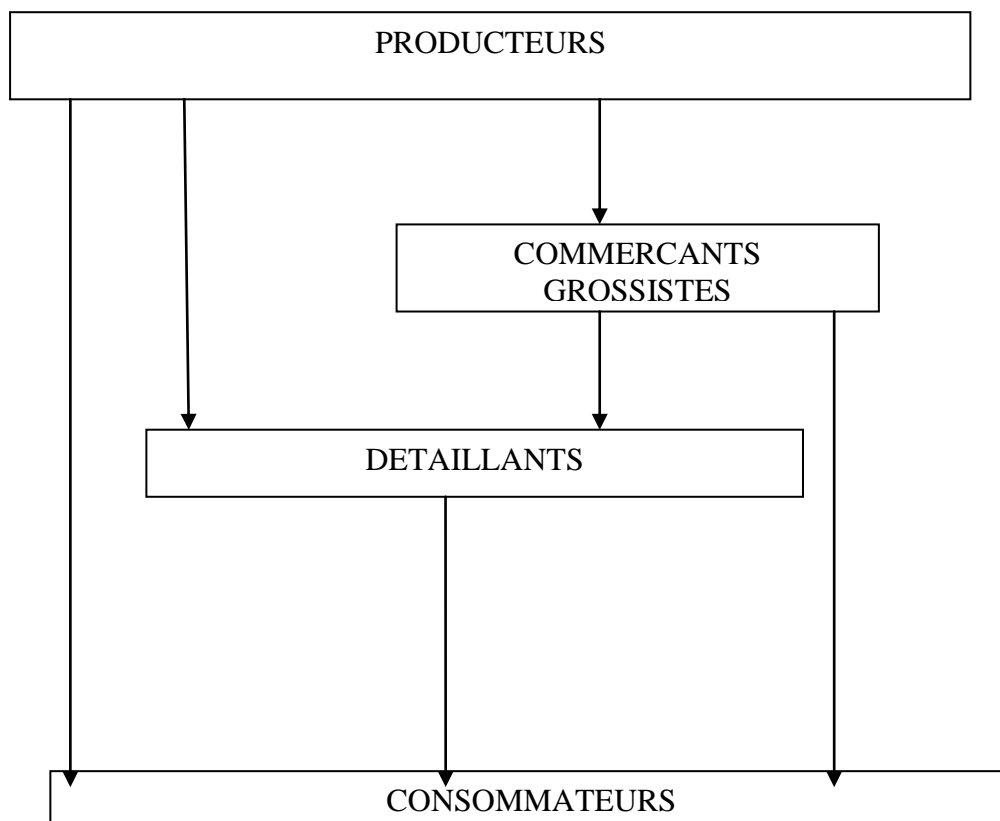 PRODUCTEURS
COMMERCANTS
GROSSISTES
DETAILLANTS
CONSOMMATEURS